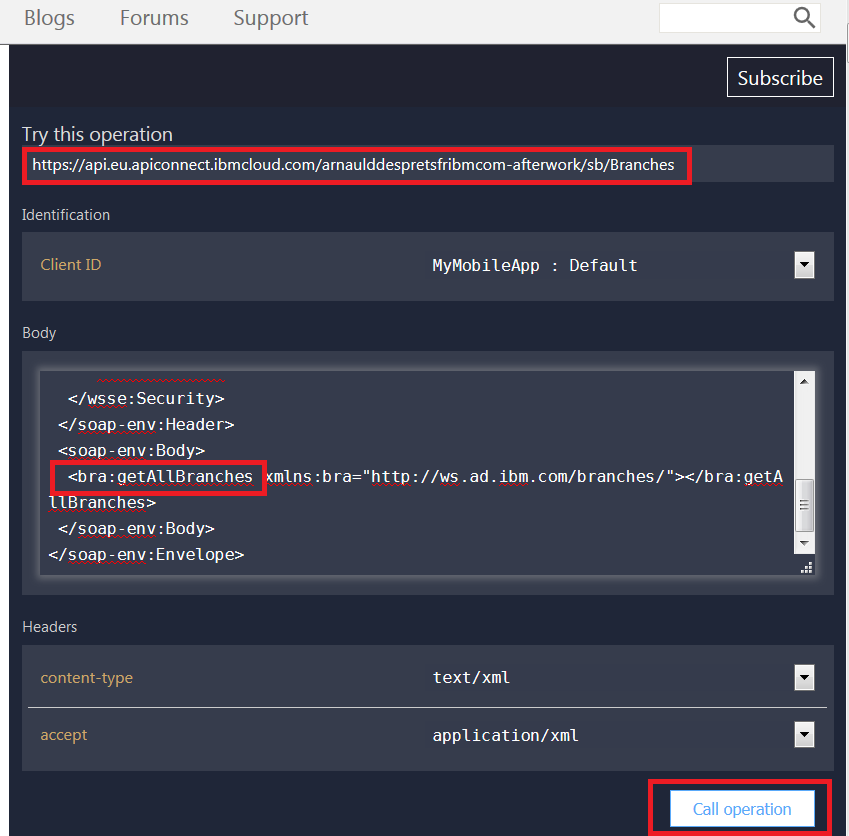 Blogs Forums Support
Subscribe
Try this operation
https://api.eu.apiconnect.ibmcloud.com/arnaulddespretsfribmcom-afterwork/sb/Branches
Identification
Client ID MyMobileApp : Default
Body
</wsse:Security>
</soap-env:Header>
<soap-env:Body>
<bra:getAllBranches xmlns:bra="http://ws.ad.ibm.com/branches/"></bra:getA
llBranches>
</soap-env:Body>
</soap-env:Envelope>
Headers
content-type text/xml
accept application/xml
Call operation